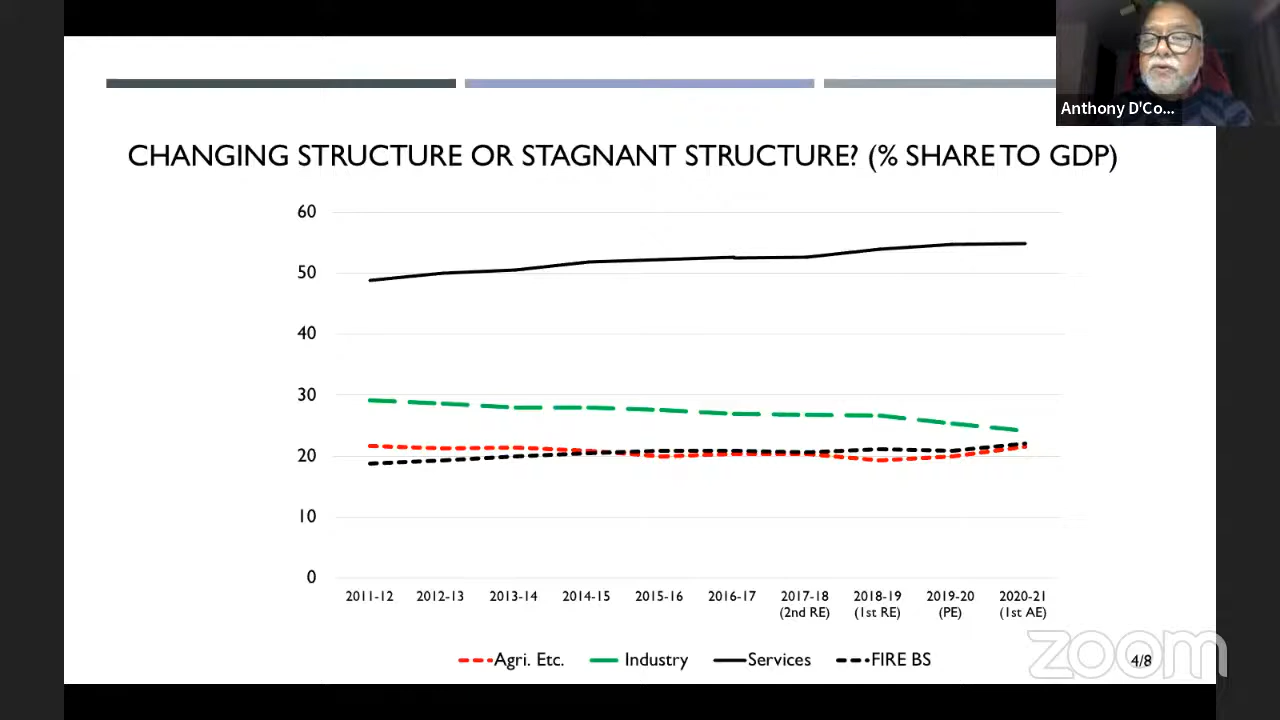 Anthony D'Co...
CHANGING STRUCTURE OR STAGNANT STRUCTURE? (% SHARE TO GDP)
60
50
40
30
20
10
0
2011-12 2012-13 2013-14 2014-15 2015-16 2016-17 2017-18 2018-19 2019-20 2020-21
(2nd RE) (1st RE) (PE) (1st AE)
Agri. Etc. Industry Services FIRE BS
zoom
4/8